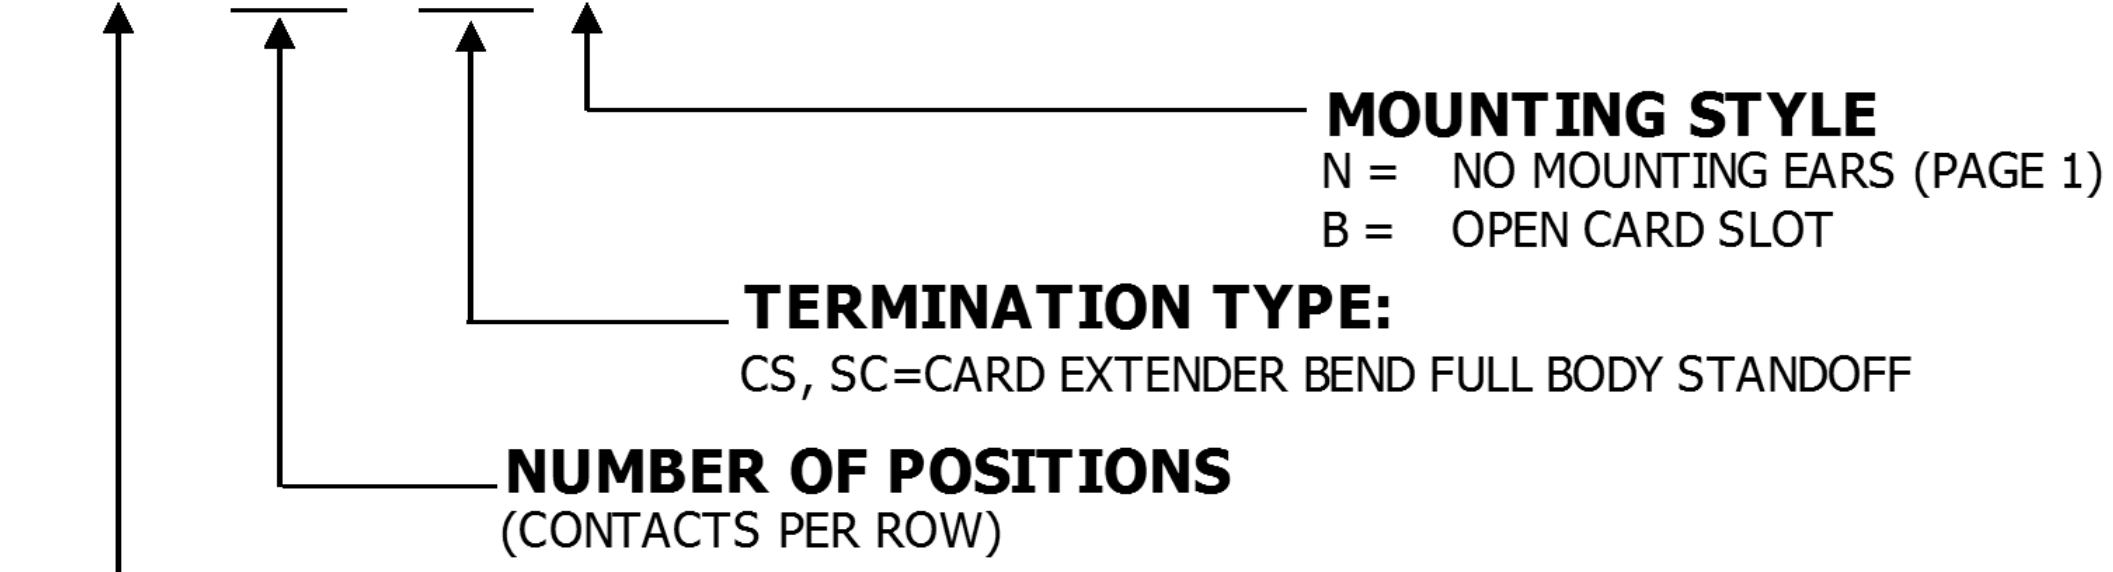 MOUNTING STYLE
N = NO MOUNTING EARS (PAGE 1)
B = OPEN CARD SLOT
TERMINATION TYPE:
CS, SC=CARD EXTENDER BEND FULL BODY STANDOFF
NUMBER OF POSITIONS
(CONTACTS PER ROW)